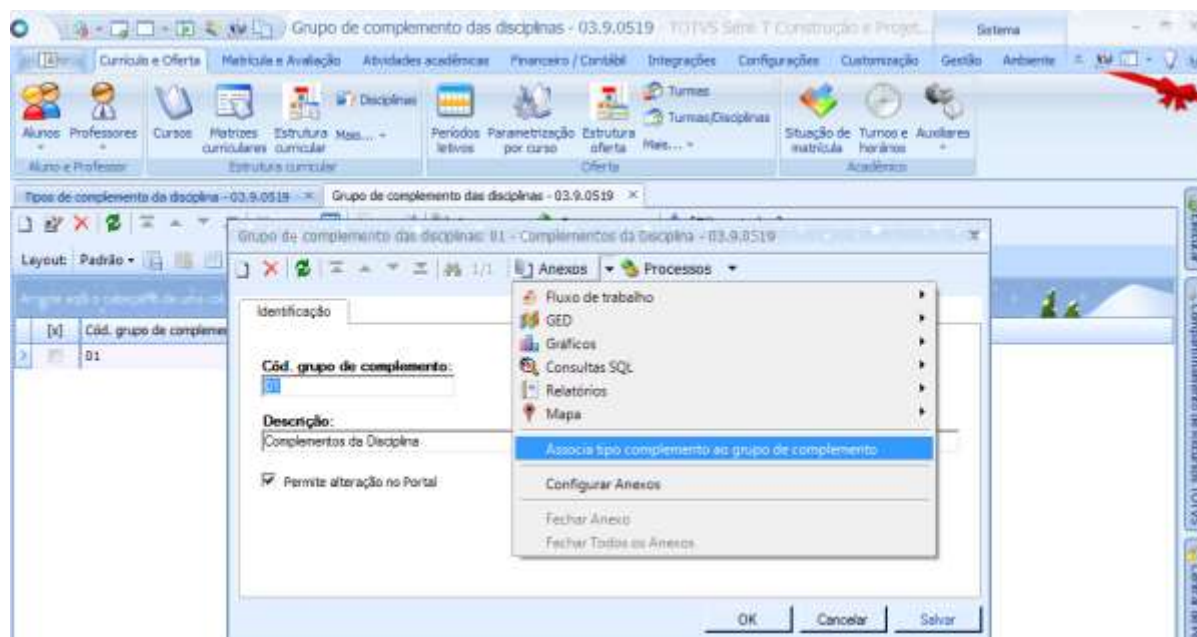 Grupo de complemento das disciplinas - 03.9.0519 - TOTVS Série T Construção e Projet...
Sistema
Currículo e Oferta
Matrícula e Avaliação
Atividades acadêmicas
Financeiro / Contábil
Integrações
Configurações
Customização
Gestão
Ambiente
Disciplinas
Turmas
Turmas/Disciplinas
Alunos
Professores
Cursos
Matrizes curriculares
Estrutura curricular
Mais...
Períodos letivos
Parametrização por curso
Estrutura oferta
Mais...
Situação de matrícula
Turnos e horários
Auxiliares
Aluno e Professor
Estrutura curricular
Oferta
Acadêmico
Tipos de complemento da disciplina - 03.9.0519
Grupo de complemento das disciplinas - 03.9.0519
Layout: Padrão
[x] Cód. grupo de compleme
01
Grupo de complemento das disciplinas: 01 - Complementos da Disciplina - 03.9.0519
1/1 Anexos Processos
Identificação
Cód. grupo de complemento:
01
Descrição:
Complementos da Disciplina
Permite alteração no Portal
Fluxo de trabalho
GED
Gráficos
Consultas SQL
Relatórios
Mapa
Associa tipo complemento ao grupo de complemento
Configurar Anexos
Fechar Anexo
Fechar Todos os Anexos
OK Cancelar Salvar